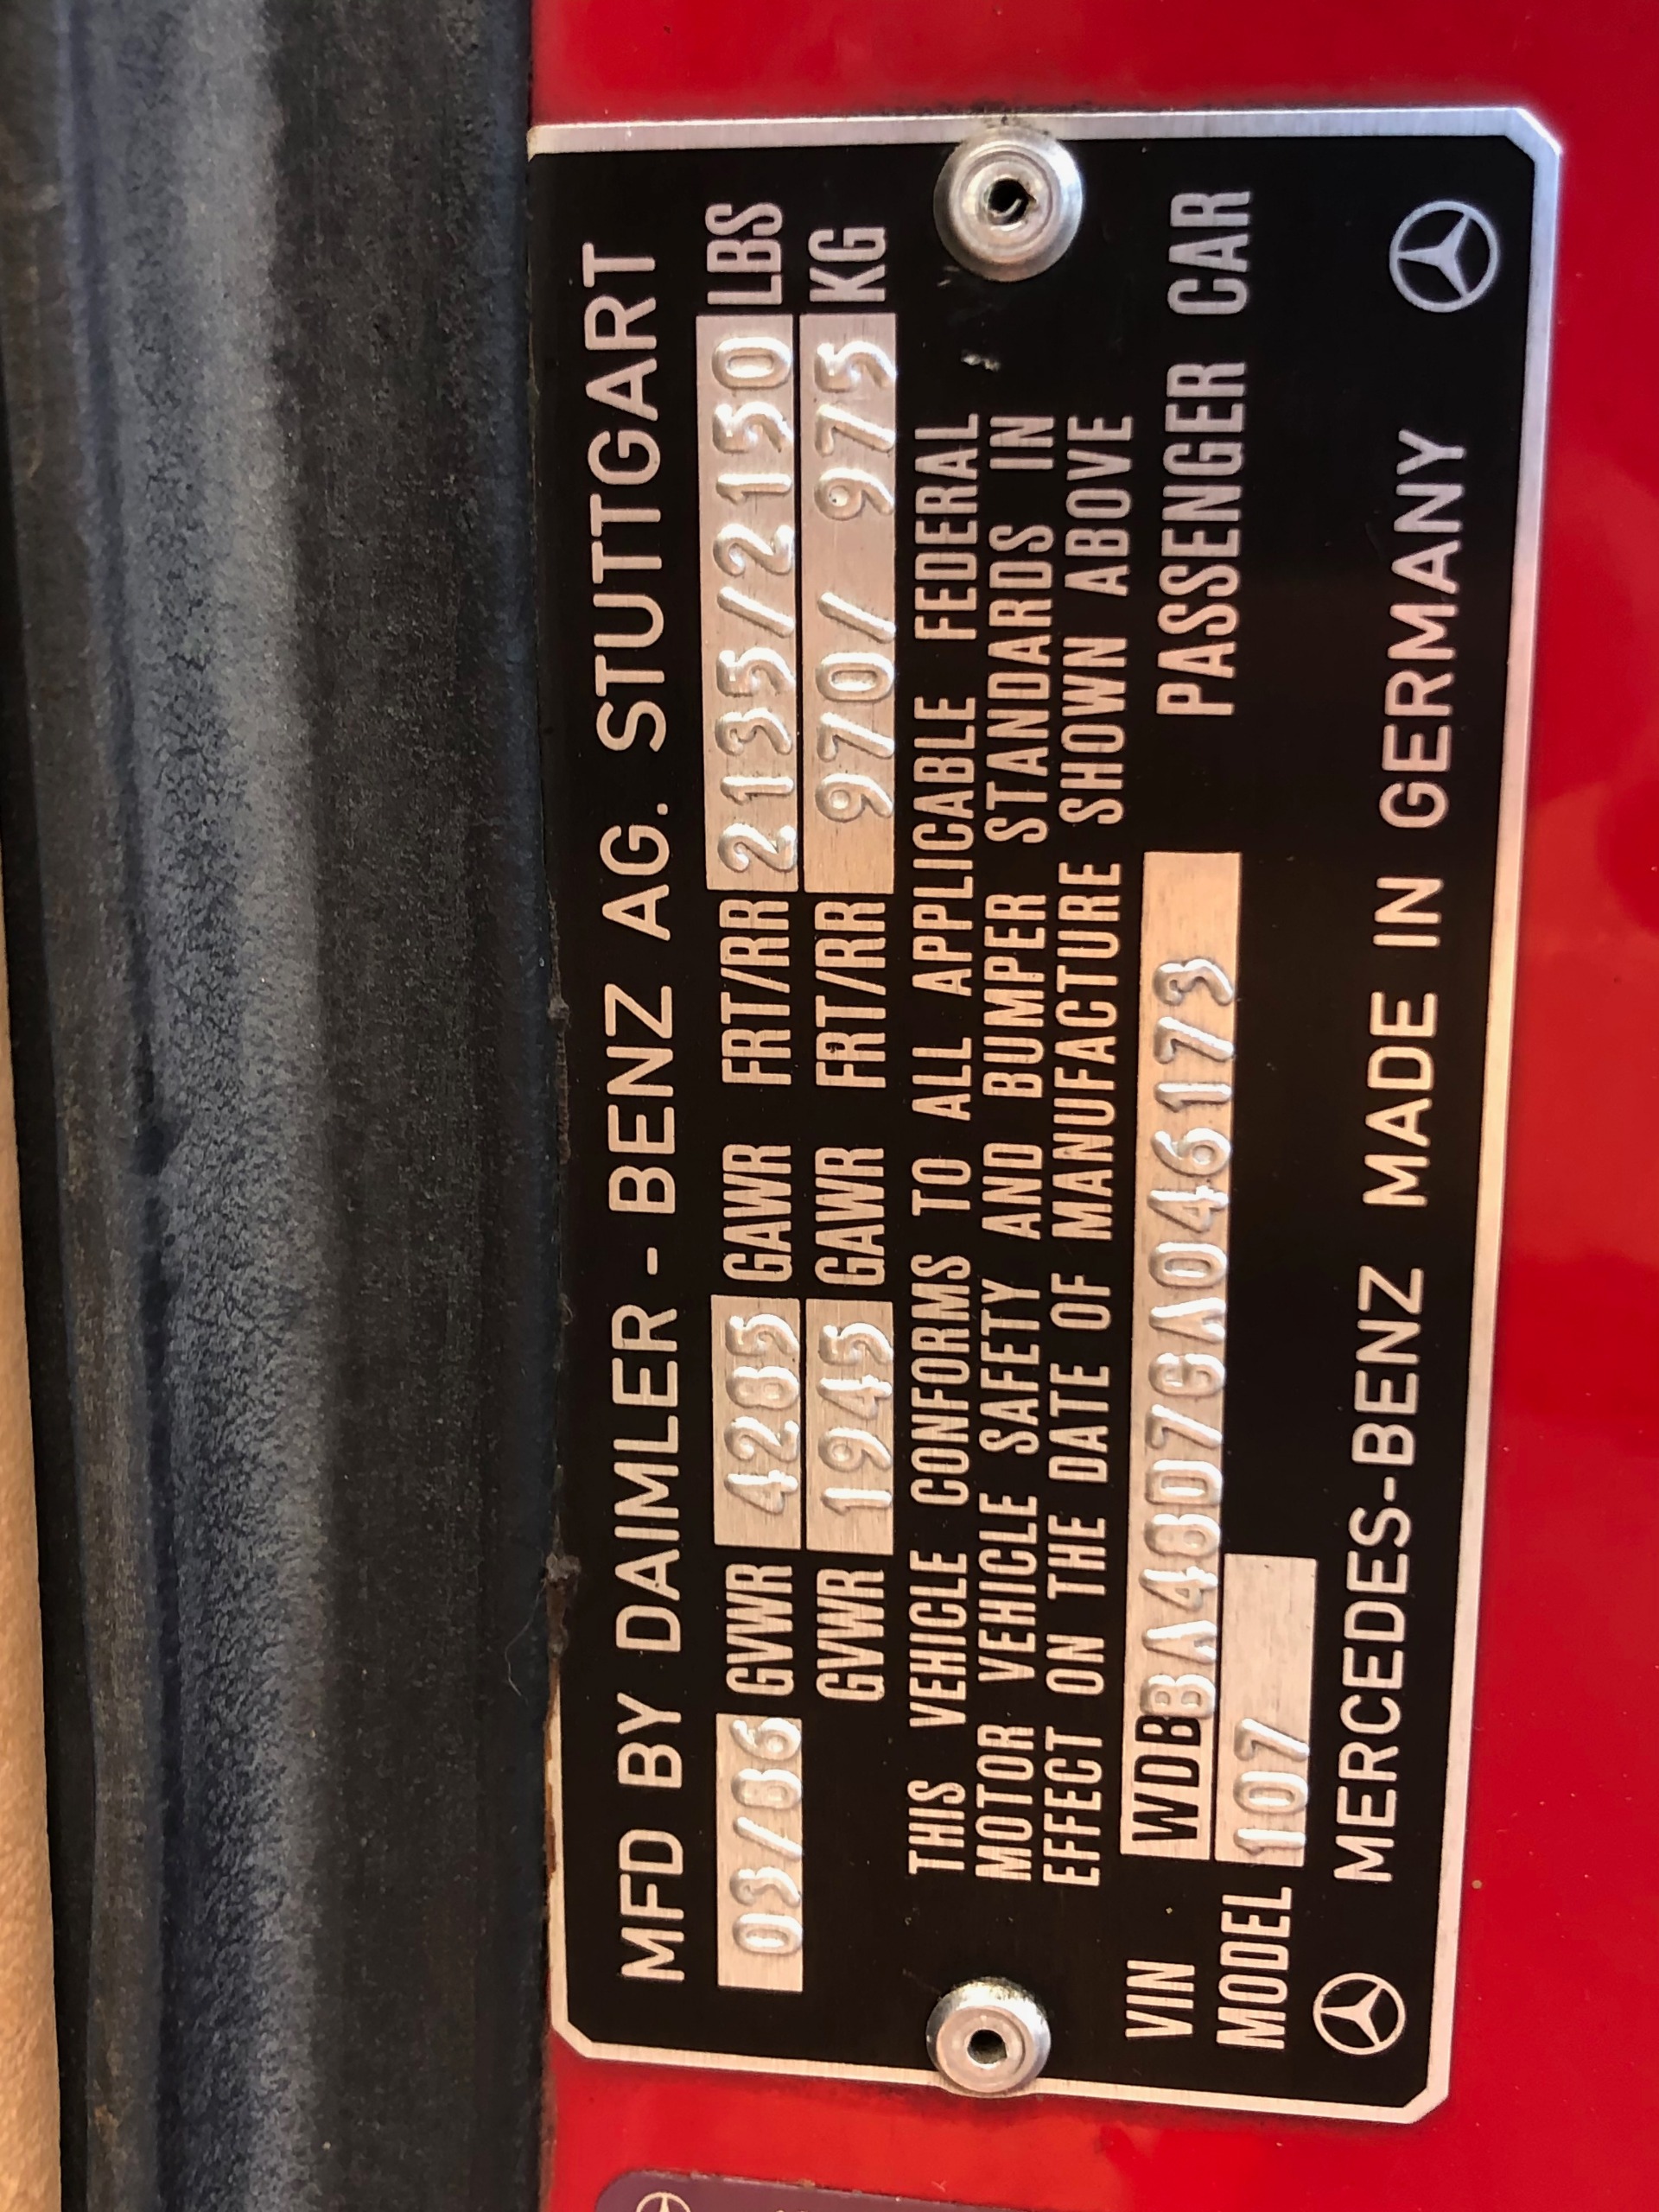 MFD BY DAIMLER - BENZ AG. STUTTGART
03/86 GVWR 4285 GAWR FRT/RR 2135/2150 LBS
GVWR 1945 GAWR FRT/RR 970/ 975 KG
THIS VEHICLE CONFORMS TO ALL APPLICABLE FEDERAL
MOTOR VEHICLE SAFETY AND BUMPER STANDARDS IN
EFFECT ON THE DATE OF MANUFACTURE SHOWN ABOVE
VIN WDBBA48D7GA046173 PASSENGER CAR
MODEL 107
MERCEDES-BENZ MADE IN GERMANY